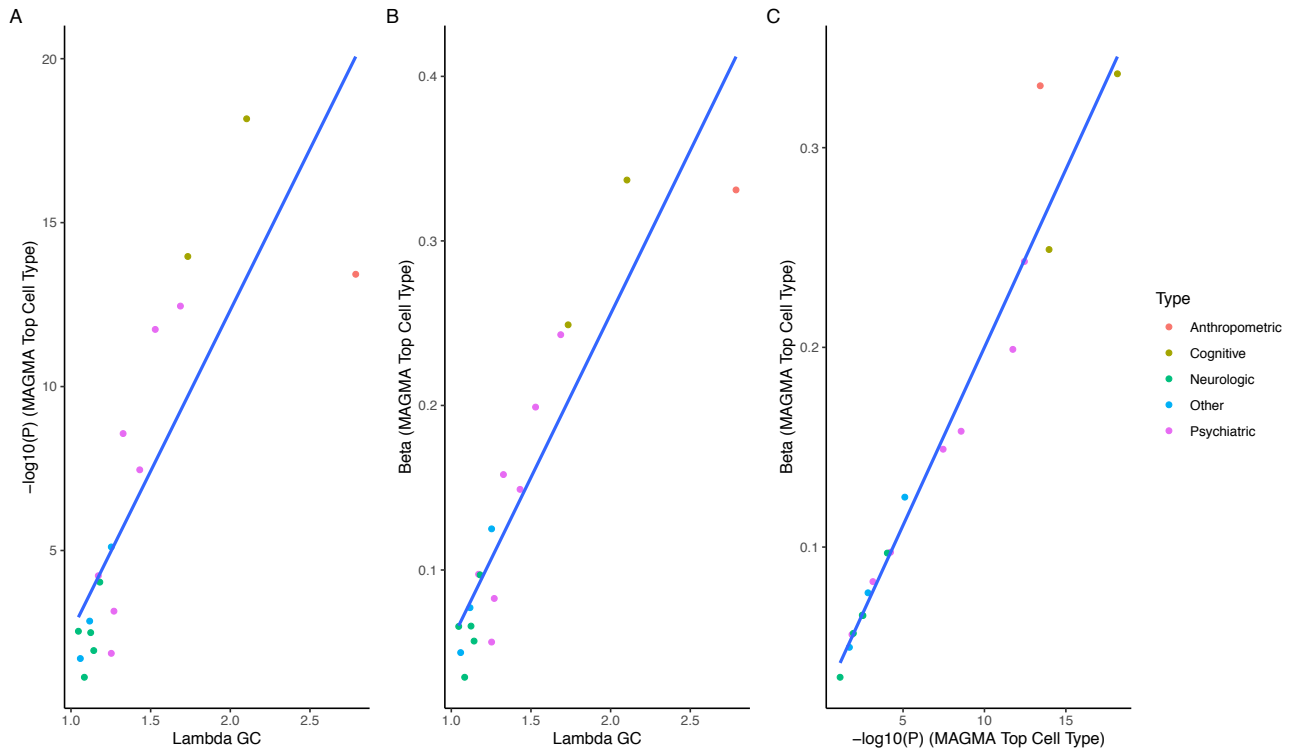 A
B
C
20
15
10
5
−log10(P) (MAGMA Top Cell Type)
1.0 1.5 2.0 2.5
Lambda GC
0.4
0.3
0.2
0.1
Beta (MAGMA Top Cell Type)
1.0 1.5 2.0 2.5
Lambda GC
0.3
0.2
0.1
Beta (MAGMA Top Cell Type)
5 10 15
−log10(P) (MAGMA Top Cell Type)
Type
Anthropometric
Cognitive
Neurologic
Other
Psychiatric